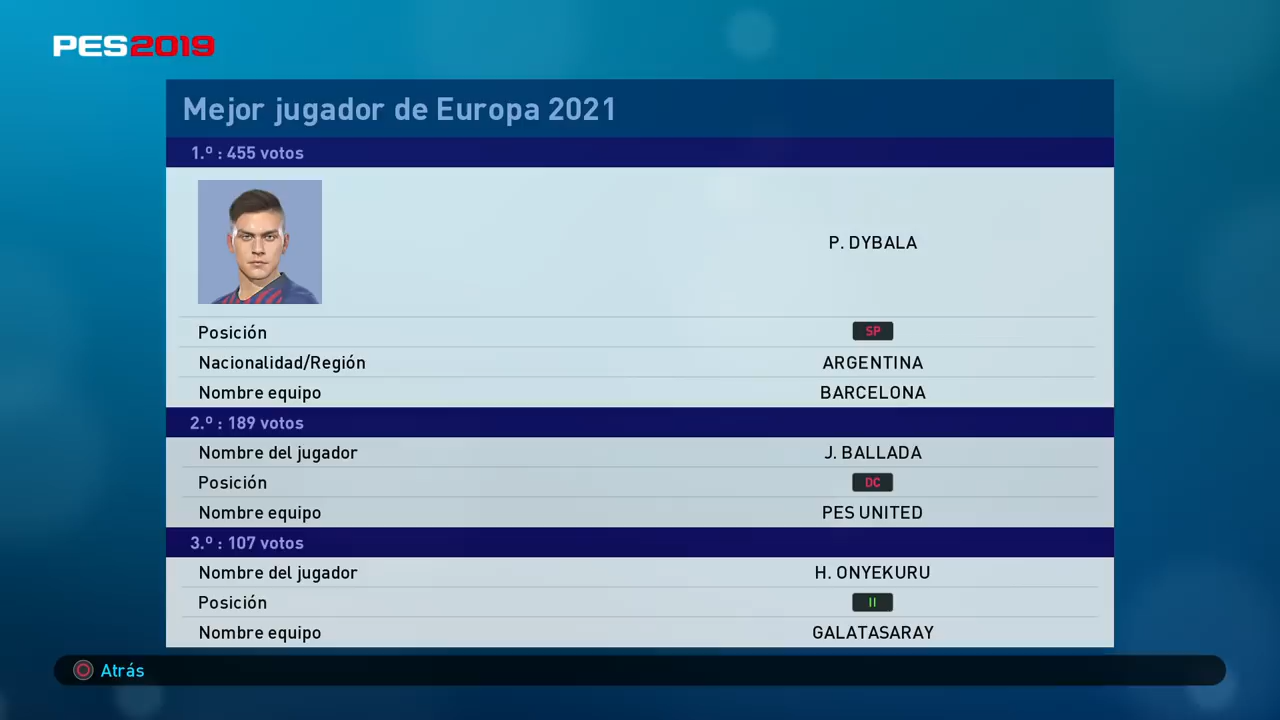 PES2019
Mejor jugador de Europa 2021
1.º : 455 votos
P. DYBALA
Posición SP
Nacionalidad/Región ARGENTINA
Nombre equipo BARCELONA
2.º : 189 votos
Nombre del jugador J. BALLADA
Posición DC
Nombre equipo PES UNITED
3.º : 107 votos
Nombre del jugador H. ONYEKURU
Posición II
Nombre equipo GALATASARAY
Atrás